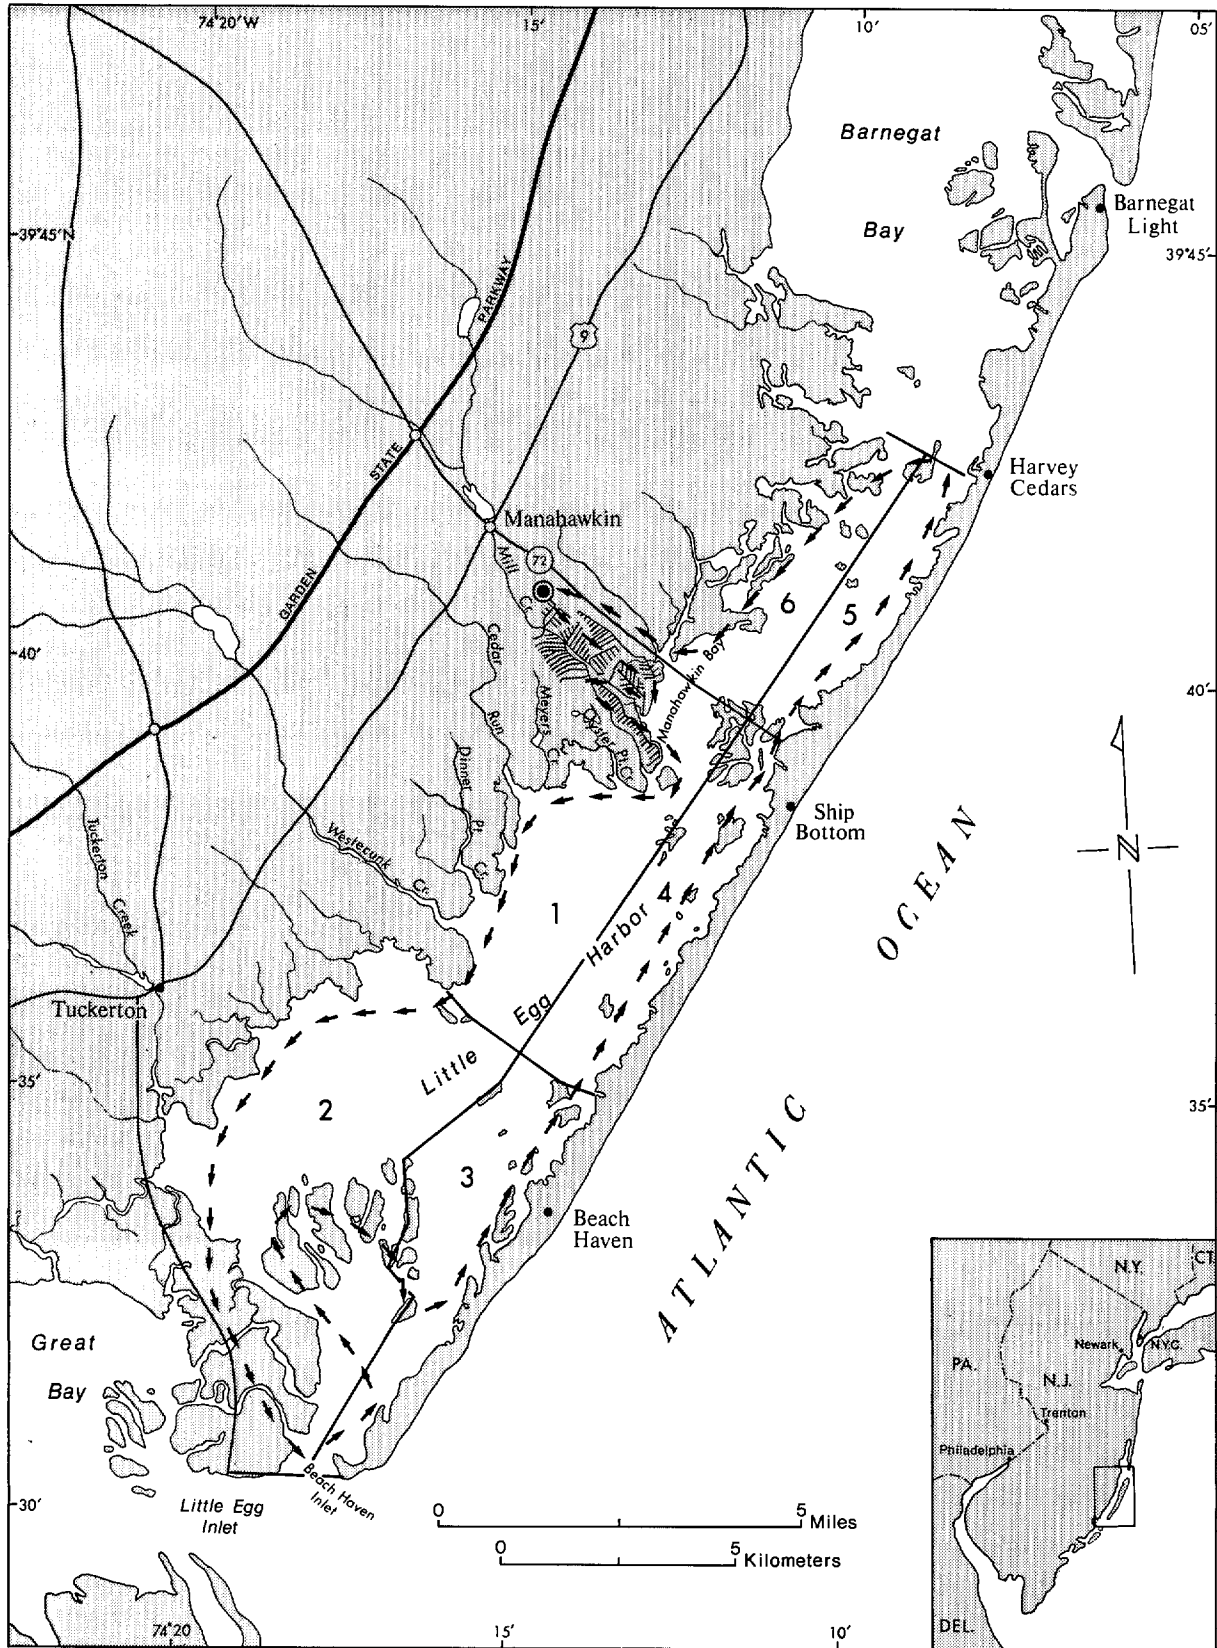 74°20'W
15'
10'
05'
Barnegat
Bay
Barnegat
Light
39°45'N
39°45'
PARKWAY
9
STATE
Harvey
Cedars
Manahawkin
72
Mill
Cr.
GARDEN
6
5
Cedar
Run
40'
Manahawkin Bay
40'
Meyers
Cr.
Oyster Pt. Cr.
Dinner
Pt.
Cr.
Ship
Bottom
Tuckerton
Creek
Westecunk
Cr.
N
OCEAN
1
4
Harbor
Egg
Little
Tuckerton
35'
35'
2
3
ATLANTIC
Beach
Haven
Great
Bay
N.Y.
CT.
Newark
N.Y.C.
PA.
N.J.
Trenton
Philadelphia
DEL.
Beach Haven
Inlet
30'
Little Egg
Inlet
0
5
Miles
0
5
Kilometers
74°20
15'
10'